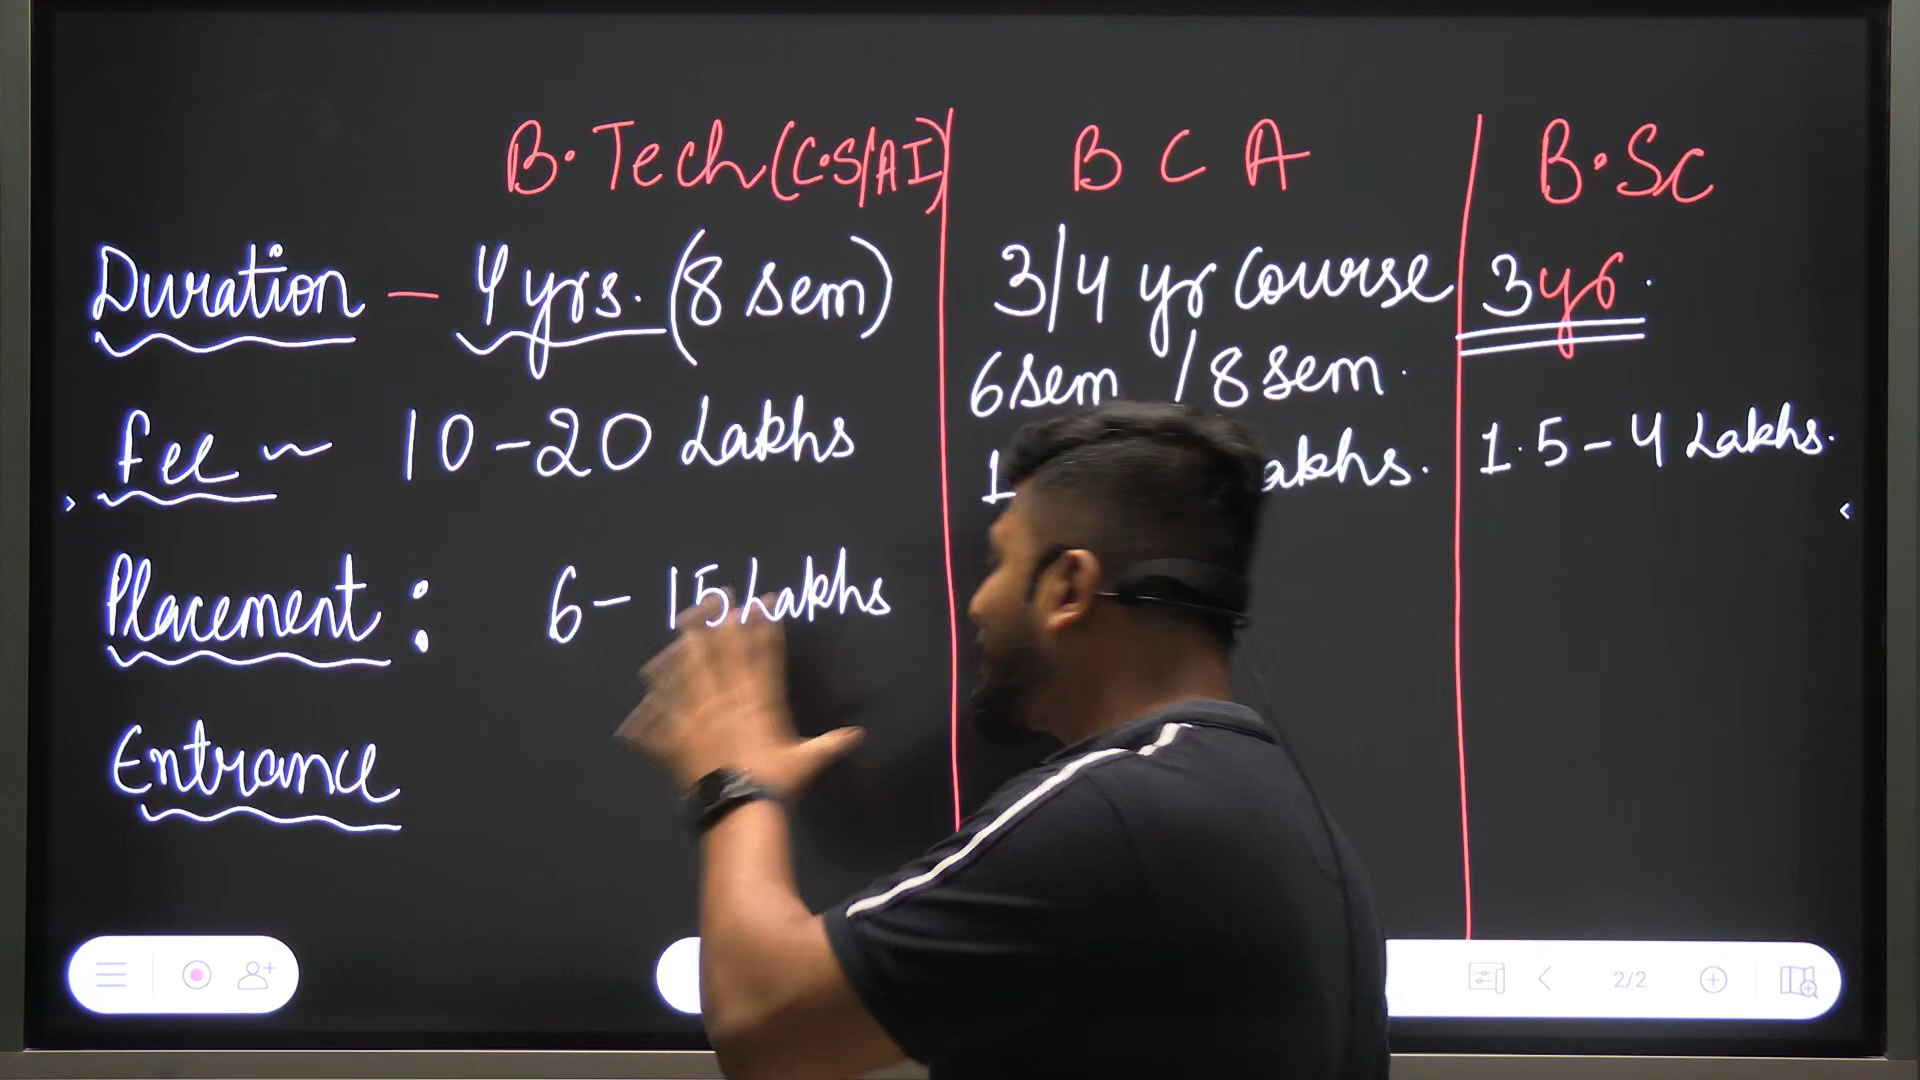 B.Tech (C.S/AI) B C A B.Sc
Duration - 4 yrs. (8 sem) 3/4 yr course 3 yr.
6 sem / 8 sem.
fee ~ 10-20 Lakhs 1.5-4 Lakhs.
Placement : 6- 15 Lakhs
Entrance
2/2